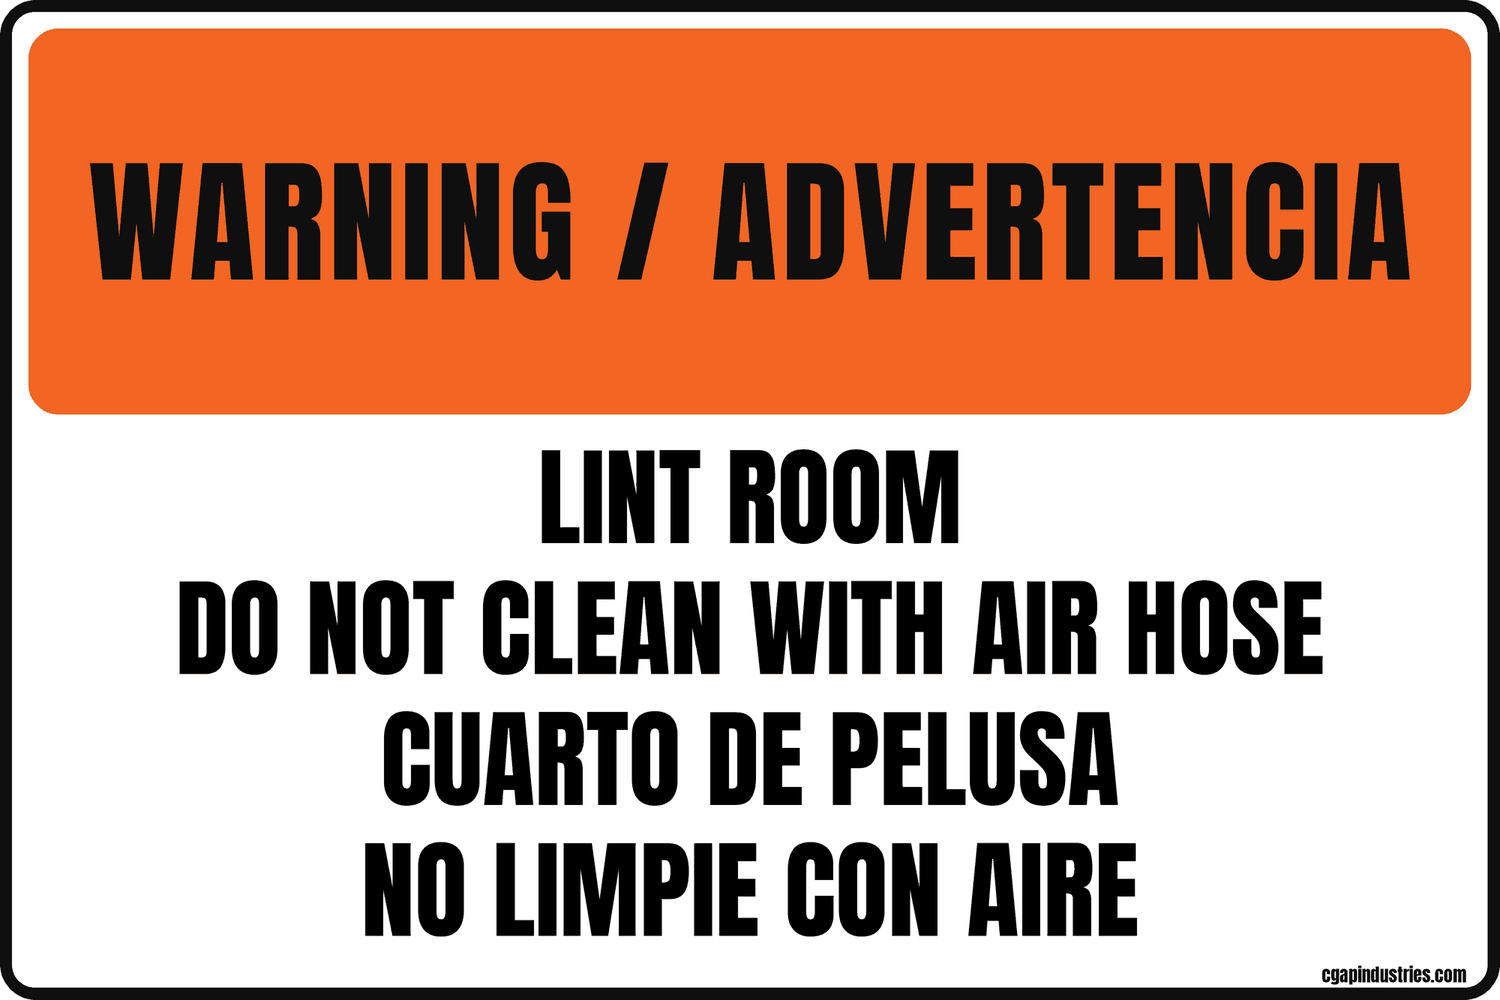 WARNING / ADVERTENCIA
LINT ROOM
DO NOT CLEAN WITH AIR HOSE
CUARTO DE PELUSA
NO LIMPIE CON AIRE
cgapindustries.com